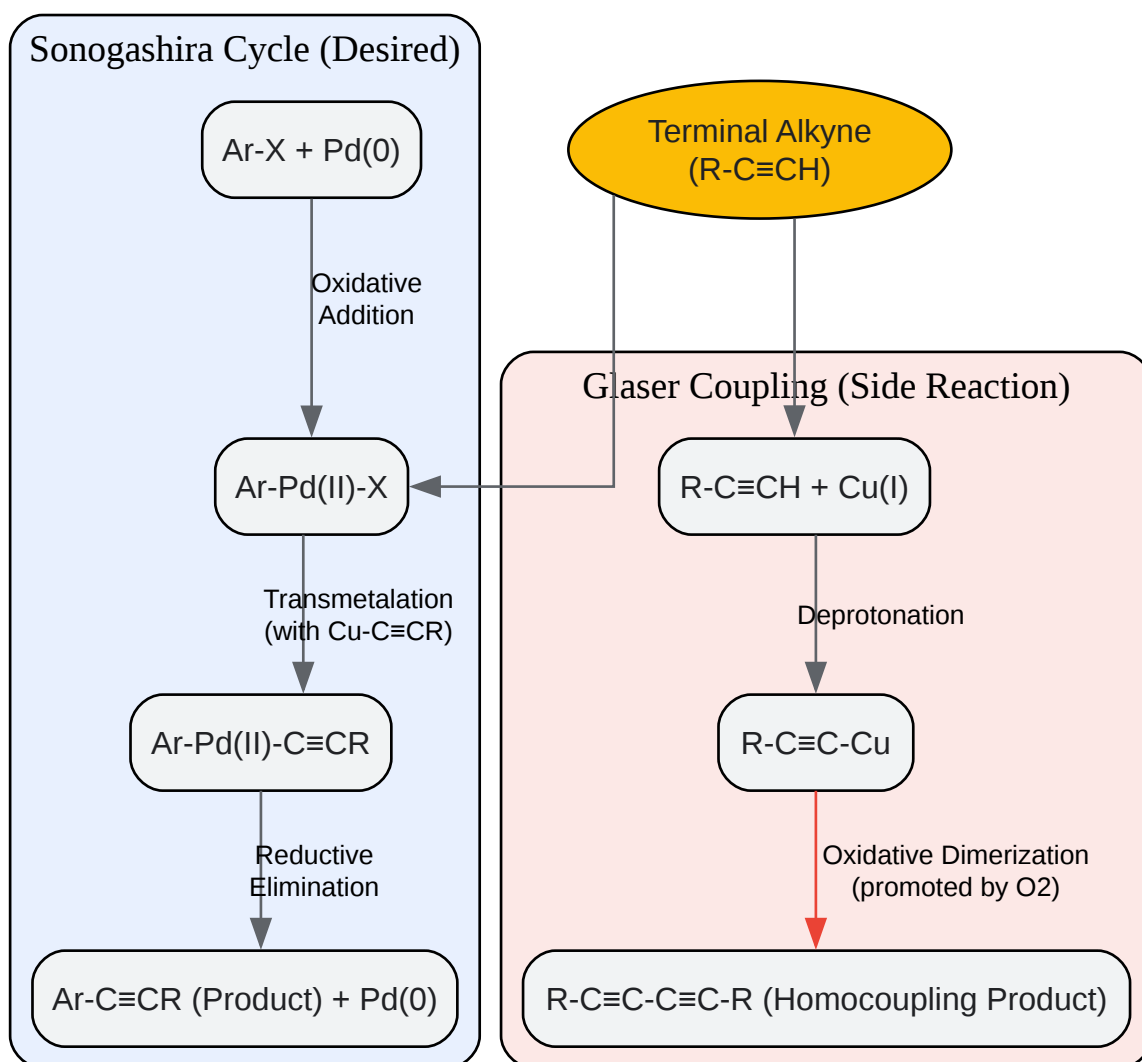 Sonogashira Cycle (Desired)
Ar-X + Pd(0)
Oxidative
Addition
Ar-Pd(II)-X
Transmetalation
(with Cu-C≡CR)
Ar-Pd(II)-C≡CR
Reductive
Elimination
Ar-C≡CR (Product) + Pd(0)
Terminal Alkyne
(R-C≡CH)
Glaser Coupling (Side Reaction)
R-C≡CH + Cu(I)
Deprotonation
R-C≡C-Cu
Oxidative Dimerization
(promoted by O2)
R-C≡C-C≡C-R (Homocoupling Product)